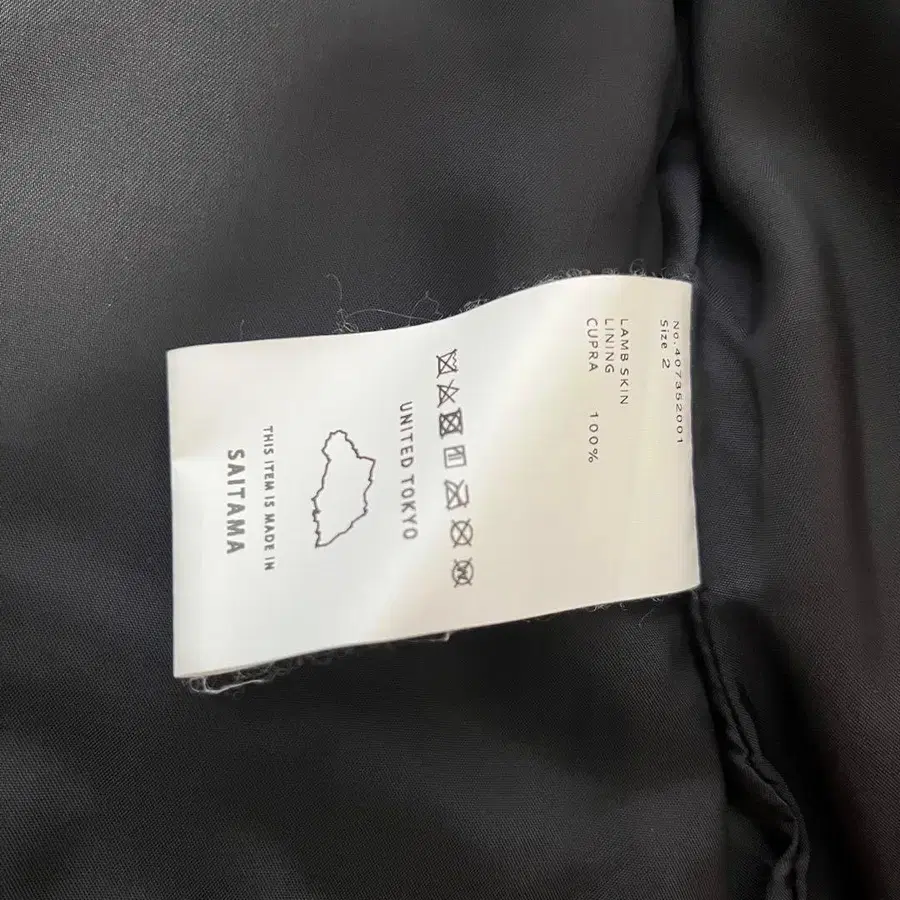 No.407352001
Size 2
LAMB SKIN
LINING
CUPRA 100%
UNITED TOKYO
THIS ITEM IS MADE IN
SAITAMA